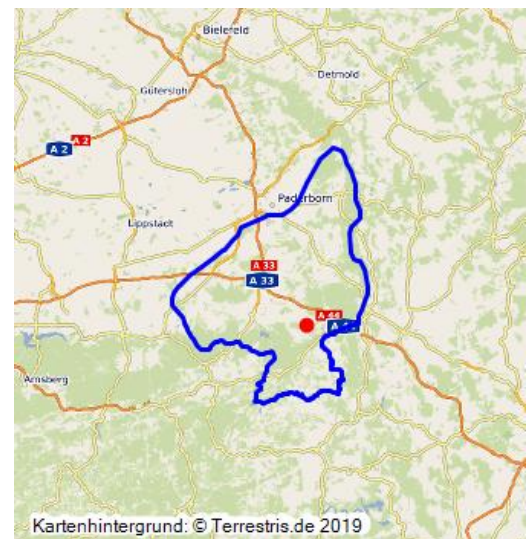 Bielefeld
Detmold
Gütersloh
A 2
A 2
Paderborn
Lippstadt
A 33
A 33
A 44
Arnsberg
Kartenhintergrund: © Terrestris.de 2019